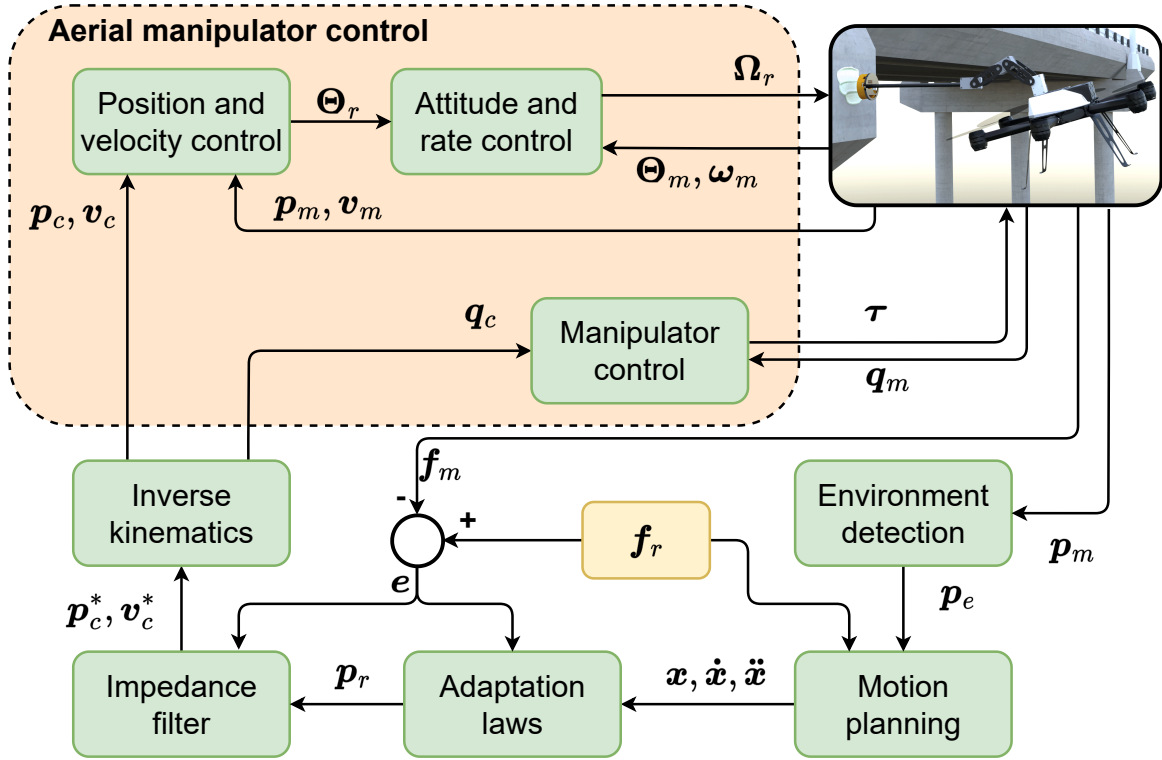 Aerial manipulator control
Position and
velocity control
Θ_r
Attitude and
rate control
Ω_r
Θ_m, ω_m
p_c, v_c
p_m, v_m
q_c
Manipulator
control
τ
q_m
f_m
-
+
f_r
e
Inverse
kinematics
Environment
detection
p_m
p_e
p_c^*, v_c^*
Impedance
filter
p_r
Adaptation
laws
x, ẋ, ẍ
Motion
planning